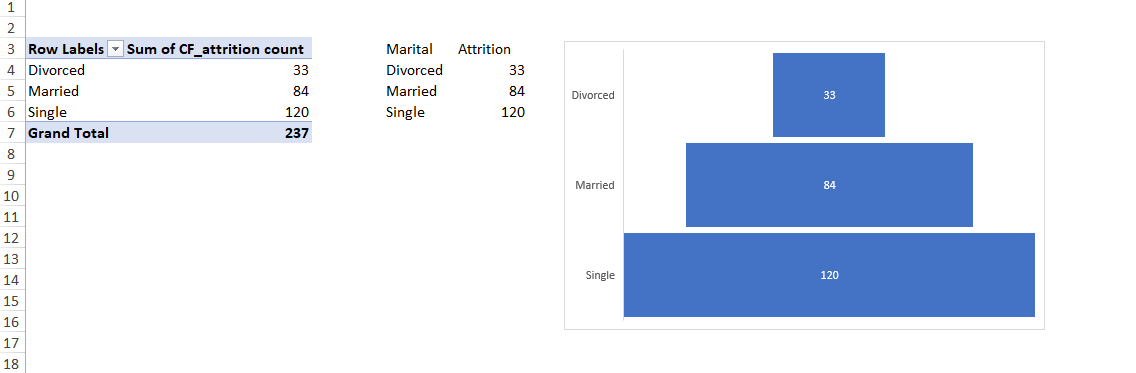 1
2
3 Row Labels Sum of CF_attrition count Marital Attrition
4 Divorced 33 Divorced 33
5 Married 84 Married 84
6 Single 120 Single 120
7 Grand Total 237
8
9
10
11
12
13
14
15
16
17
18
Divorced 33
Married 84
Single 120